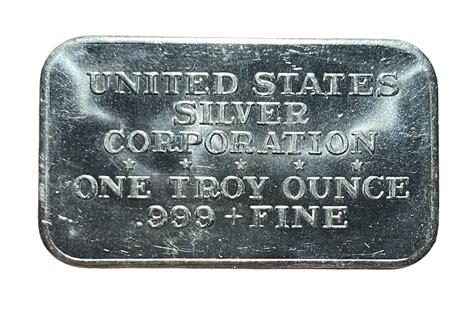 UNITED STATES
SILVER
CORPORATION
ONE TROY OUNCE
.999 + FINE